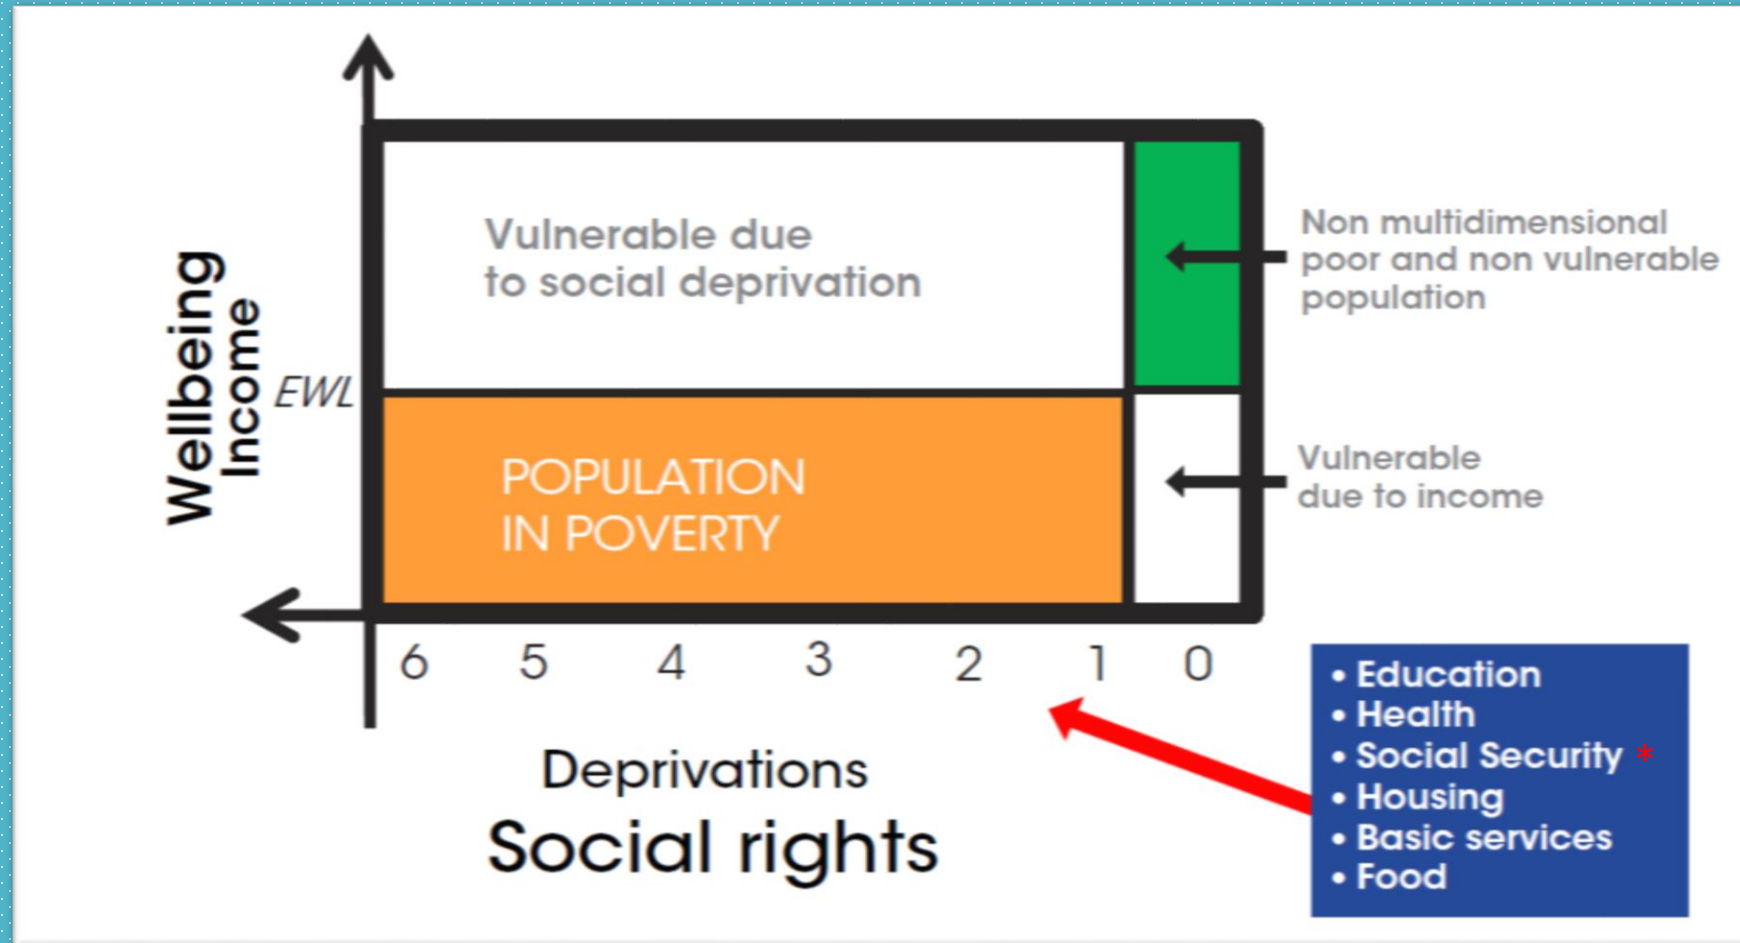 Vulnerable due
to social deprivation
Non multidimensional
poor and non vulnerable
population
Wellbeing
Income
EWL
POPULATION
IN POVERTY
Vulnerable
due to income
6 5 4 3 2 1 0
Deprivations
Social rights
• Education
• Health
• Social Security *
• Housing
• Basic services
• Food